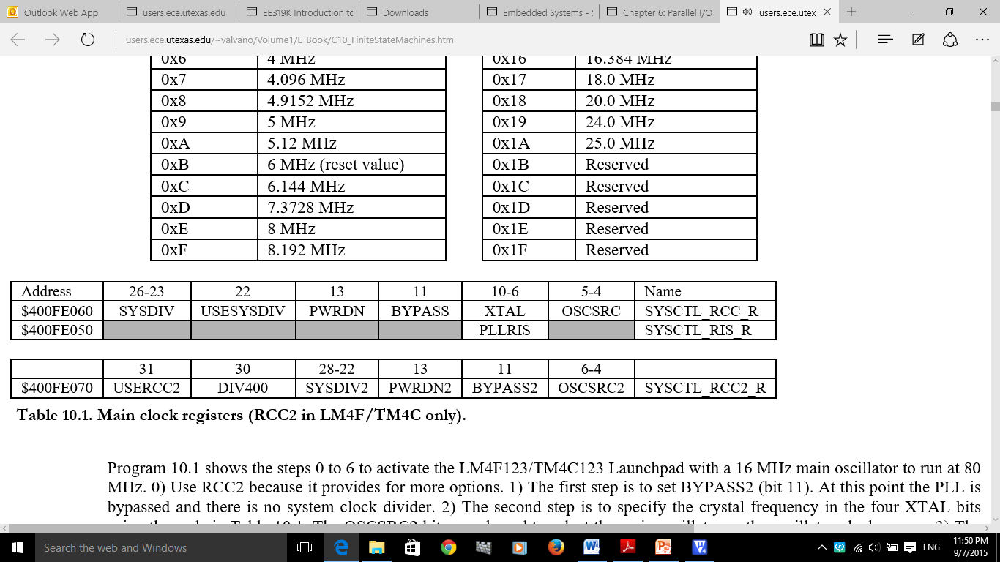 Outlook Web App
users.ece.utexas.edu
EE319K Introduction to
Downloads
Embedded Systems -
Chapter 6: Parallel I/O
users.ece.utex
users.ece.utexas.edu/~valvano/Volume1/E-Book/C10_FiniteStateMachines.htm
0x6 4 MHz 0x16 16.384 MHz
0x7 4.096 MHz 0x17 18.0 MHz
0x8 4.9152 MHz 0x18 20.0 MHz
0x9 5 MHz 0x19 24.0 MHz
0xA 5.12 MHz 0x1A 25.0 MHz
0xB 6 MHz (reset value) 0x1B Reserved
0xC 6.144 MHz 0x1C Reserved
0xD 7.3728 MHz 0x1D Reserved
0xE 8 MHz 0x1E Reserved
0xF 8.192 MHz 0x1F Reserved
Address 26-23 22 13 11 10-6 5-4 Name
$400FE060 SYSDIV USESYSDIV PWRDN BYPASS XTAL OSCSRC SYSCTL_RCC_R
$400FE050 PLLRIS SYSCTL_RIS_R
31 30 28-22 13 11 6-4
$400FE070 USERCC2 DIV400 SYSDIV2 PWRDN2 BYPASS2 OSCSRC2 SYSCTL_RCC2_R
Table 10.1. Main clock registers (RCC2 in LM4F/TM4C only).
Program 10.1 shows the steps 0 to 6 to activate the LM4F123/TM4C123 Launchpad with a 16 MHz main oscillator to run at 80
MHz. 0) Use RCC2 because it provides for more options. 1) The first step is to set BYPASS2 (bit 11). At this point the PLL is
bypassed and there is no system clock divider. 2) The second step is to specify the crystal frequency in the four XTAL bits
Search the web and Windows
ENG
11:50 PM
9/7/2015